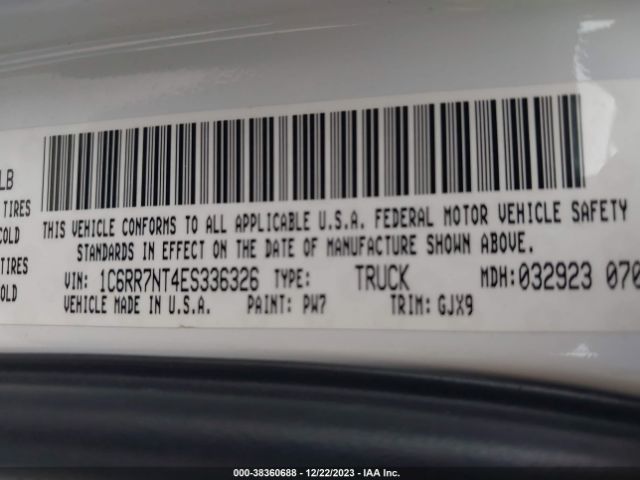 LB
TIRES
COLD
TIRES
OLD
THIS VEHICLE CONFORMS TO ALL APPLICABLE U.S.A. FEDERAL MOTOR VEHICLE SAFETY
STANDARDS IN EFFECT ON THE DATE OF MANUFACTURE SHOWN ABOVE.
VIN: 1C6RR7NT4ES336326 TYPE: TRUCK MDH:032923 070
VEHICLE MADE IN U.S.A. PAINT: PW7 TRIM: GJX9
000-38360688 - 12/22/2023 - IAA Inc.